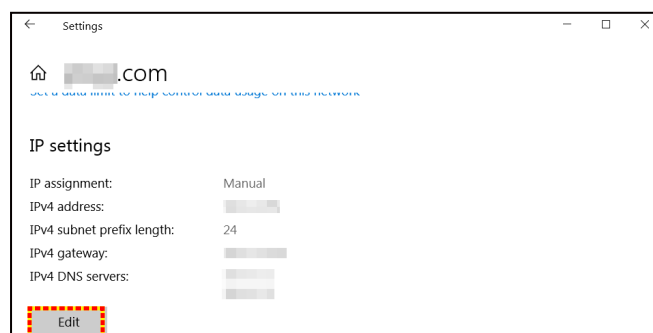 Settings
.com
Set a data limit to help control data usage on this network
IP settings
IP assignment: Manual
IPv4 address:
IPv4 subnet prefix length: 24
IPv4 gateway:
IPv4 DNS servers:
Edit